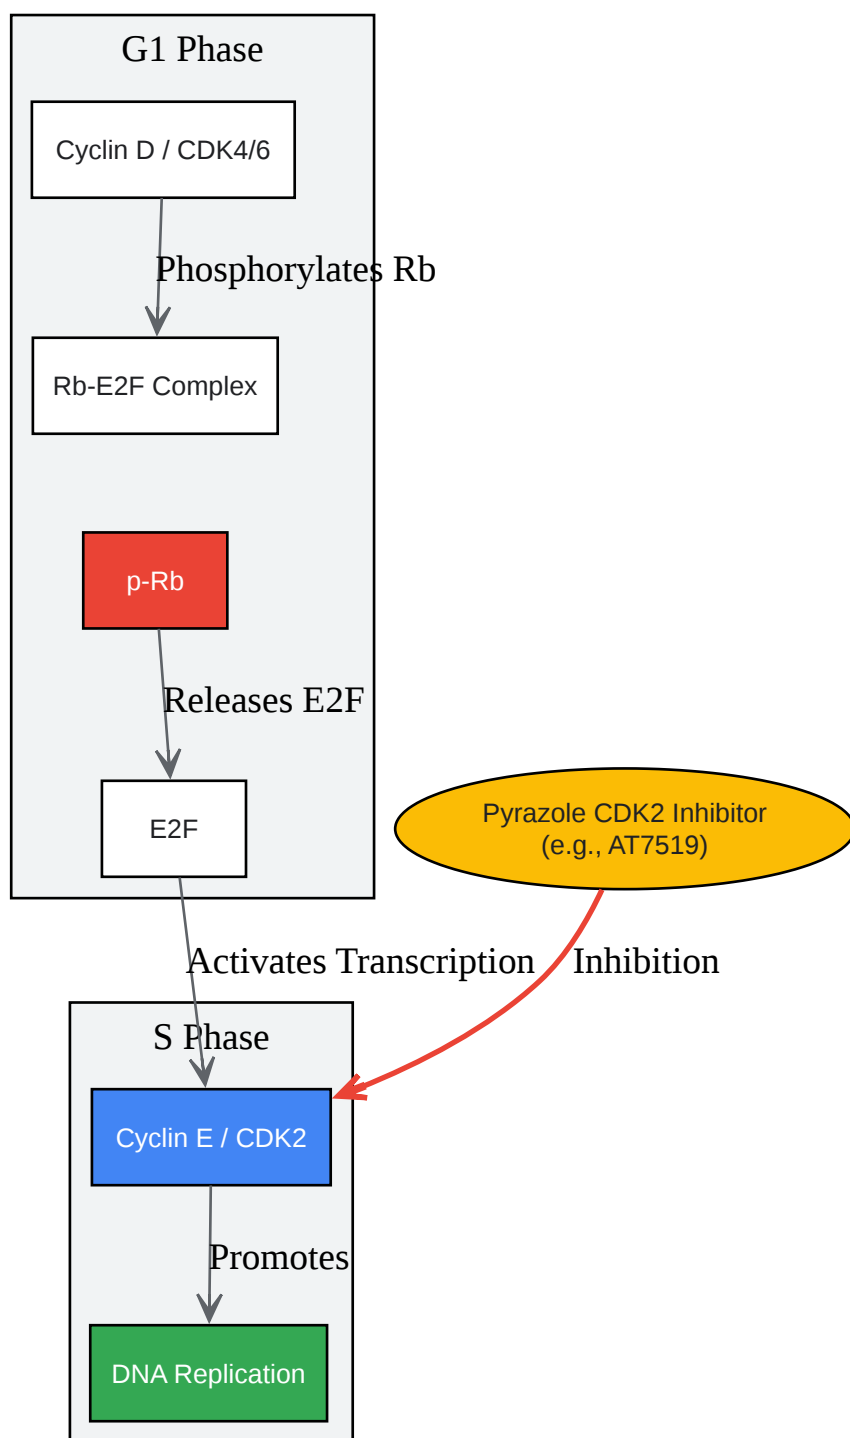 G1 Phase
Cyclin D / CDK4/6
Phosphorylates Rb
Rb-E2F Complex
p-Rb
Releases E2F
E2F
Pyrazole CDK2 Inhibitor
(e.g., AT7519)
Activates Transcription
Inhibition
S Phase
Cyclin E / CDK2
Promotes
DNA Replication